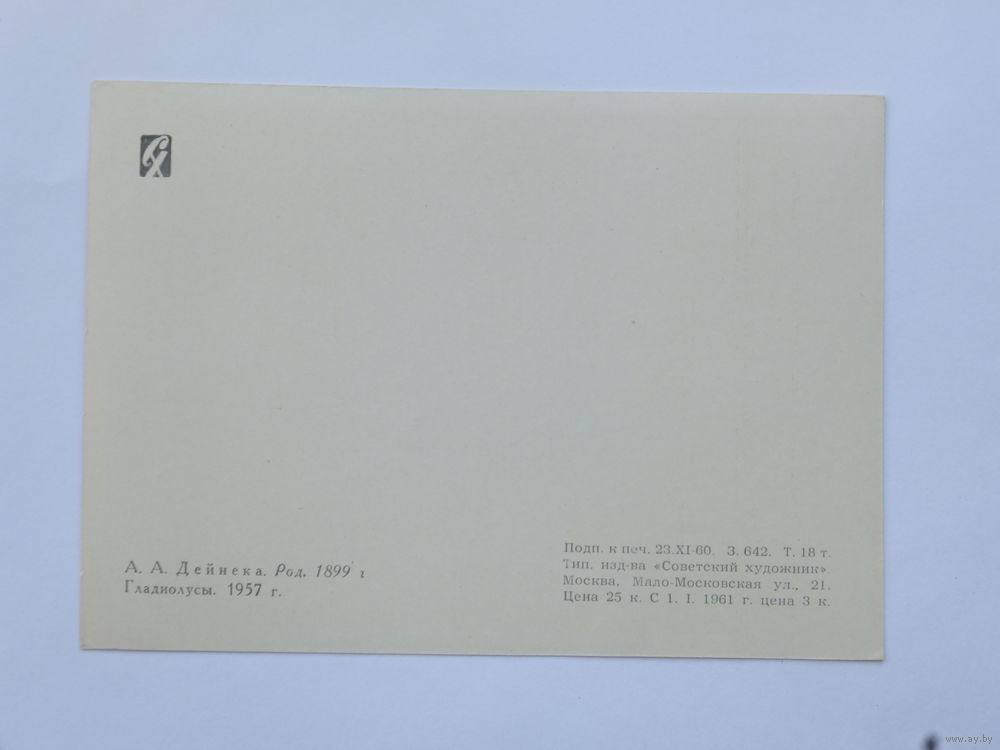 СХ
А. А. Дейнека. Род. 1899 г
Гладиолусы. 1957 г.
Подп. к печ. 23.XI-60. З. 642. Т. 18 т.
Тип. изд-ва «Советский художник»
Москва, Мало-Московская ул., 21.
Цена 25 к. С 1. I. 1961 г. цена 3 к.
www.ay.by